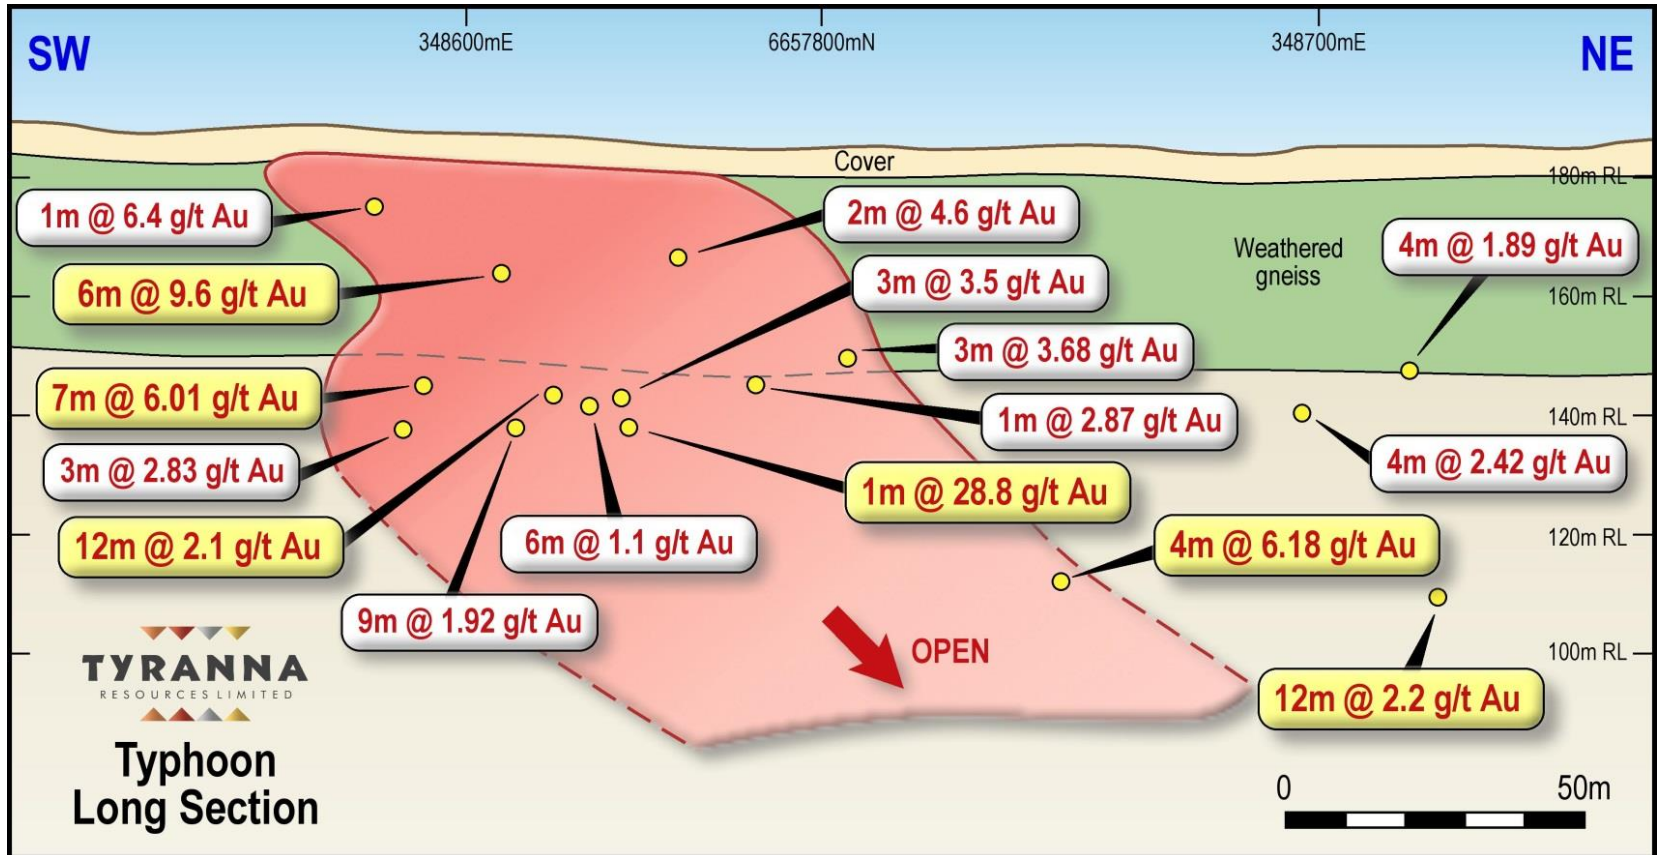 SW
348600mE
6657800mN
348700mE
NE
Cover
180m RL
1m @ 6.4 g/t Au
2m @ 4.6 g/t Au
4m @ 1.89 g/t Au
Weathered
gneiss
6m @ 9.6 g/t Au
3m @ 3.5 g/t Au
160m RL
3m @ 3.68 g/t Au
7m @ 6.01 g/t Au
1m @ 2.87 g/t Au
140m RL
3m @ 2.83 g/t Au
4m @ 2.42 g/t Au
1m @ 28.8 g/t Au
12m @ 2.1 g/t Au
6m @ 1.1 g/t Au
4m @ 6.18 g/t Au
120m RL
9m @ 1.92 g/t Au
OPEN
100m RL
12m @ 2.2 g/t Au
TYRANNA
RESOURCES LIMITED
Typhoon
Long Section
0
50m